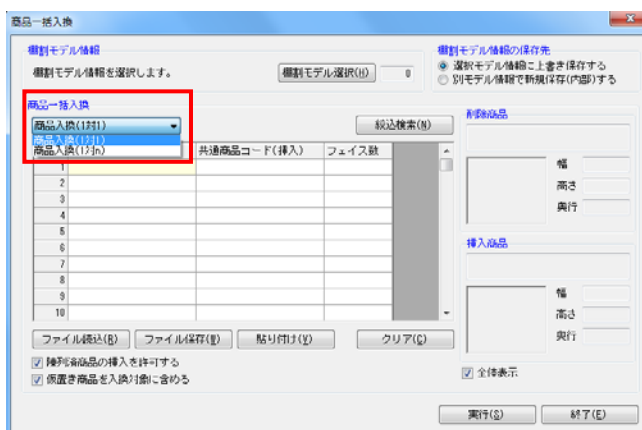 商品一括入換
棚割モデル情報
棚割モデル情報を選択します。
棚割モデル選択(H)
0
棚割モデル情報の保存先
選択モデル情報に上書き保存する
別モデル情報で新規保存(内部)する
商品一括入換
商品入換(1対1)
商品入換(1対1)
商品入換(1対n)
絞込検索(N)
共通商品コード(挿入)
フェイス数
1
2
3
4
5
6
7
8
9
10
削除商品
幅
高さ
奥行
挿入商品
幅
高さ
奥行
ファイル読込(R)
ファイル保存(W)
貼り付け(V)
クリア(C)
陳列済商品の挿入を許可する
仮置き商品を入換対象に含める
全体表示
実行(S)
終了(E)